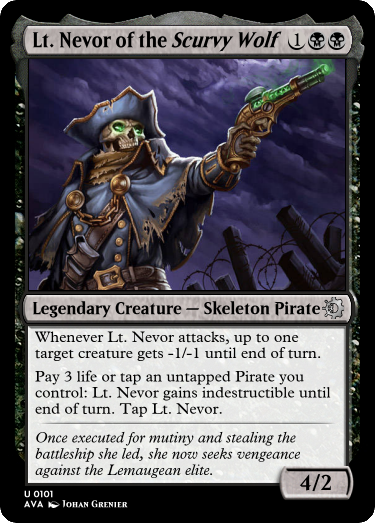 Lt. Nevor of the Scurvy Wolf 1
Legendary Creature — Skeleton Pirate
Whenever Lt. Nevor attacks, up to one
target creature gets -1/-1 until end of turn.
Pay 3 life or tap an untapped Pirate you
control: Lt. Nevor gains indestructible until
end of turn. Tap Lt. Nevor.
Once executed for mutiny and stealing the
battleship she led, she now seeks vengeance
against the Lemaugean elite.
4/2
U 0101
AVA Johan Grenier